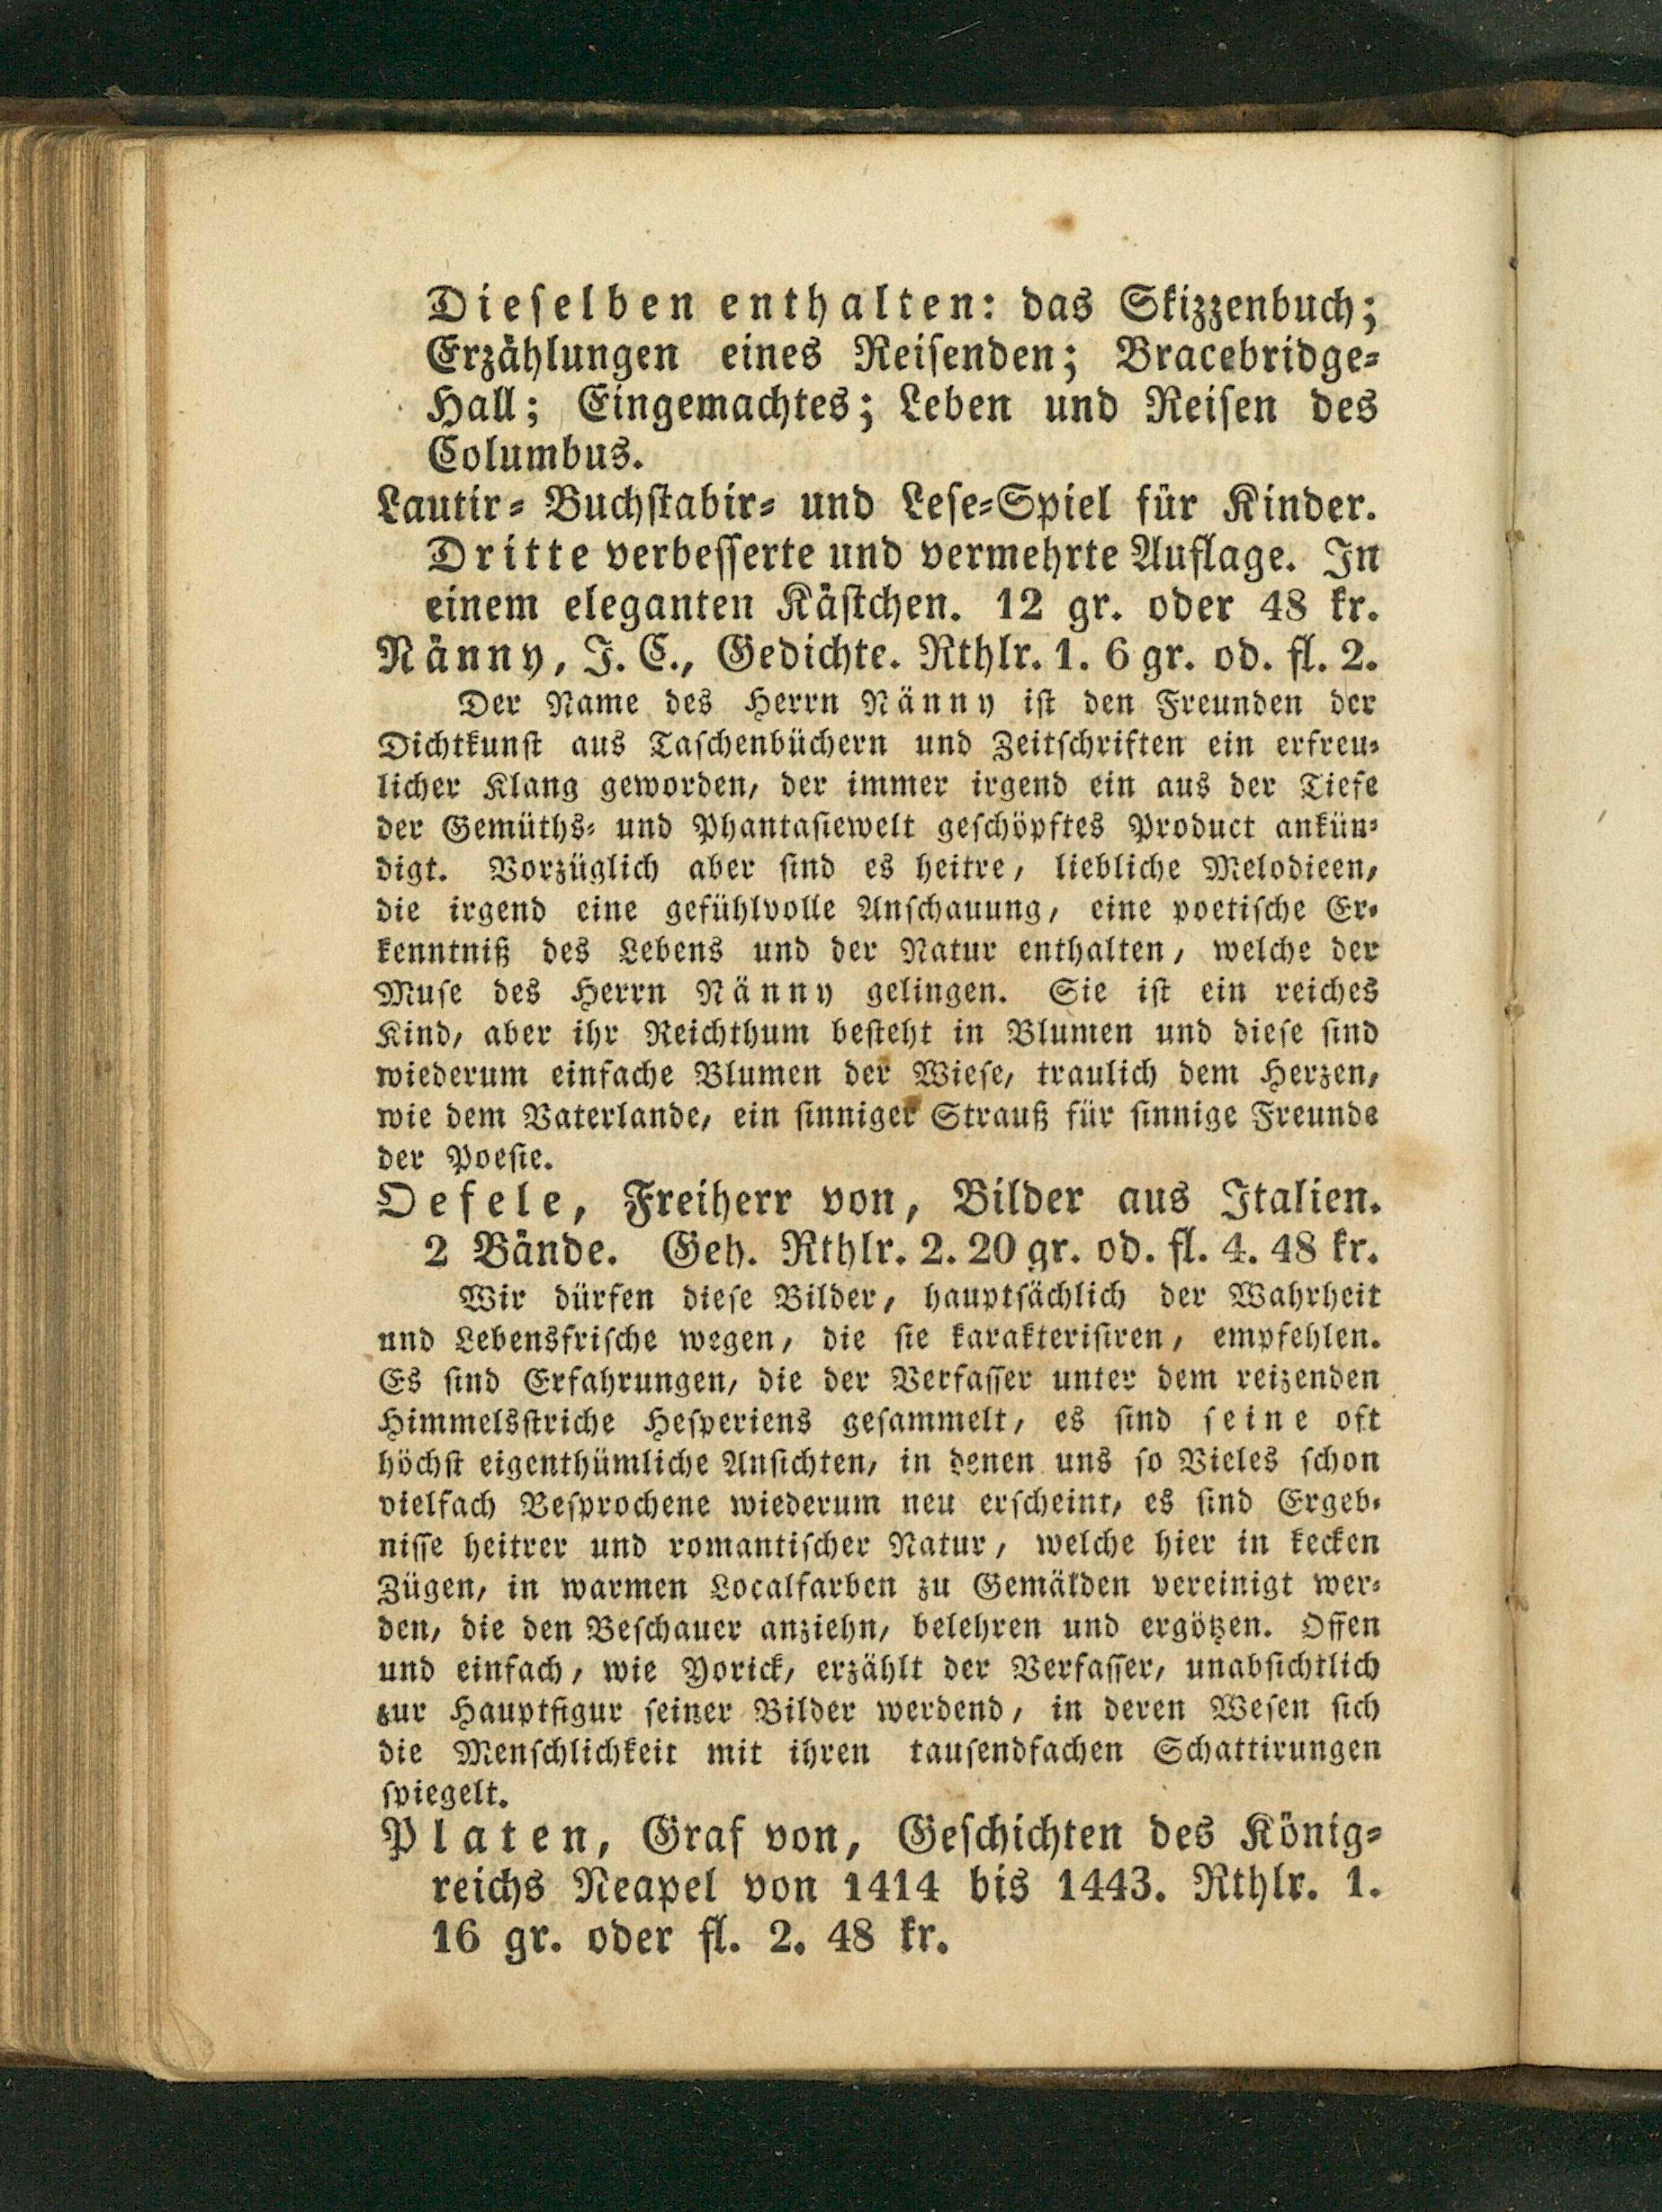 Dieſelben enthalten: das Skizzenbuch;
Erzählungen eines Reiſenden; Bracebridge-
Hall; Eingemachtes; Leben und Reiſen des
Columbus.
Lautir- Buchſtabir- und Leſe-Spiel für Kinder.
Dritte verbeſſerte und vermehrte Auflage. In
einem eleganten Käſtchen. 12 gr. oder 48 kr.
Nänny, J. C., Gedichte. Rthlr. 1. 6 gr. od. fl. 2.
Der Name des Herrn Nänny iſt den Freunden der
Dichtkunſt aus Taſchenbüchern und Zeitſchriften ein erfreu-
licher Klang geworden, der immer irgend ein aus der Tiefe
der Gemüths- und Phantaſiewelt geſchöpftes Product ankün-
digt. Vorzüglich aber ſind es heitre, liebliche Melodieen,
die irgend eine gefühlvolle Anſchauung, eine poetiſche Er-
kenntniß des Lebens und der Natur enthalten, welche der
Muſe des Herrn Nänny gelingen. Sie iſt ein reiches
Kind, aber ihr Reichthum beſteht in Blumen und dieſe ſind
wiederum einfache Blumen der Wieſe, traulich dem Herzen,
wie dem Vaterlande, ein ſinniger Strauß für ſinnige Freunde
der Poeſie.
Oefele, Freiherr von, Bilder aus Italien.
2 Bände. Geh. Rthlr. 2. 20 gr. od. fl. 4. 48 kr.
Wir dürfen dieſe Bilder, hauptſächlich der Wahrheit
und Lebensfriſche wegen, die ſie karakteriſiren, empfehlen.
Es ſind Erfahrungen, die der Verfaſſer unter dem reizenden
Himmelsſtriche Heſperiens geſammelt, es ſind ſeine oft
höchſt eigenthümliche Anſichten, in denen uns ſo Vieles ſchon
vielfach Beſprochene wiederum neu erſcheint, es ſind Ergeb-
niſſe heitrer und romantiſcher Natur, welche hier in kecken
Zügen, in warmen Localfarben zu Gemälden vereinigt wer-
den, die den Beſchauer anziehn, belehren und ergötzen. Offen
und einfach, wie Yorick, erzählt der Verfaſſer, unabſichtlich
zur Hauptfigur ſeiner Bilder werdend, in deren Weſen ſich
die Menſchlichkeit mit ihren tauſendfachen Schattirungen
ſpiegelt.
Platen, Graf von, Geſchichten des König-
reichs Neapel von 1414 bis 1443. Rthlr. 1.
16 gr. oder fl. 2. 48 kr.